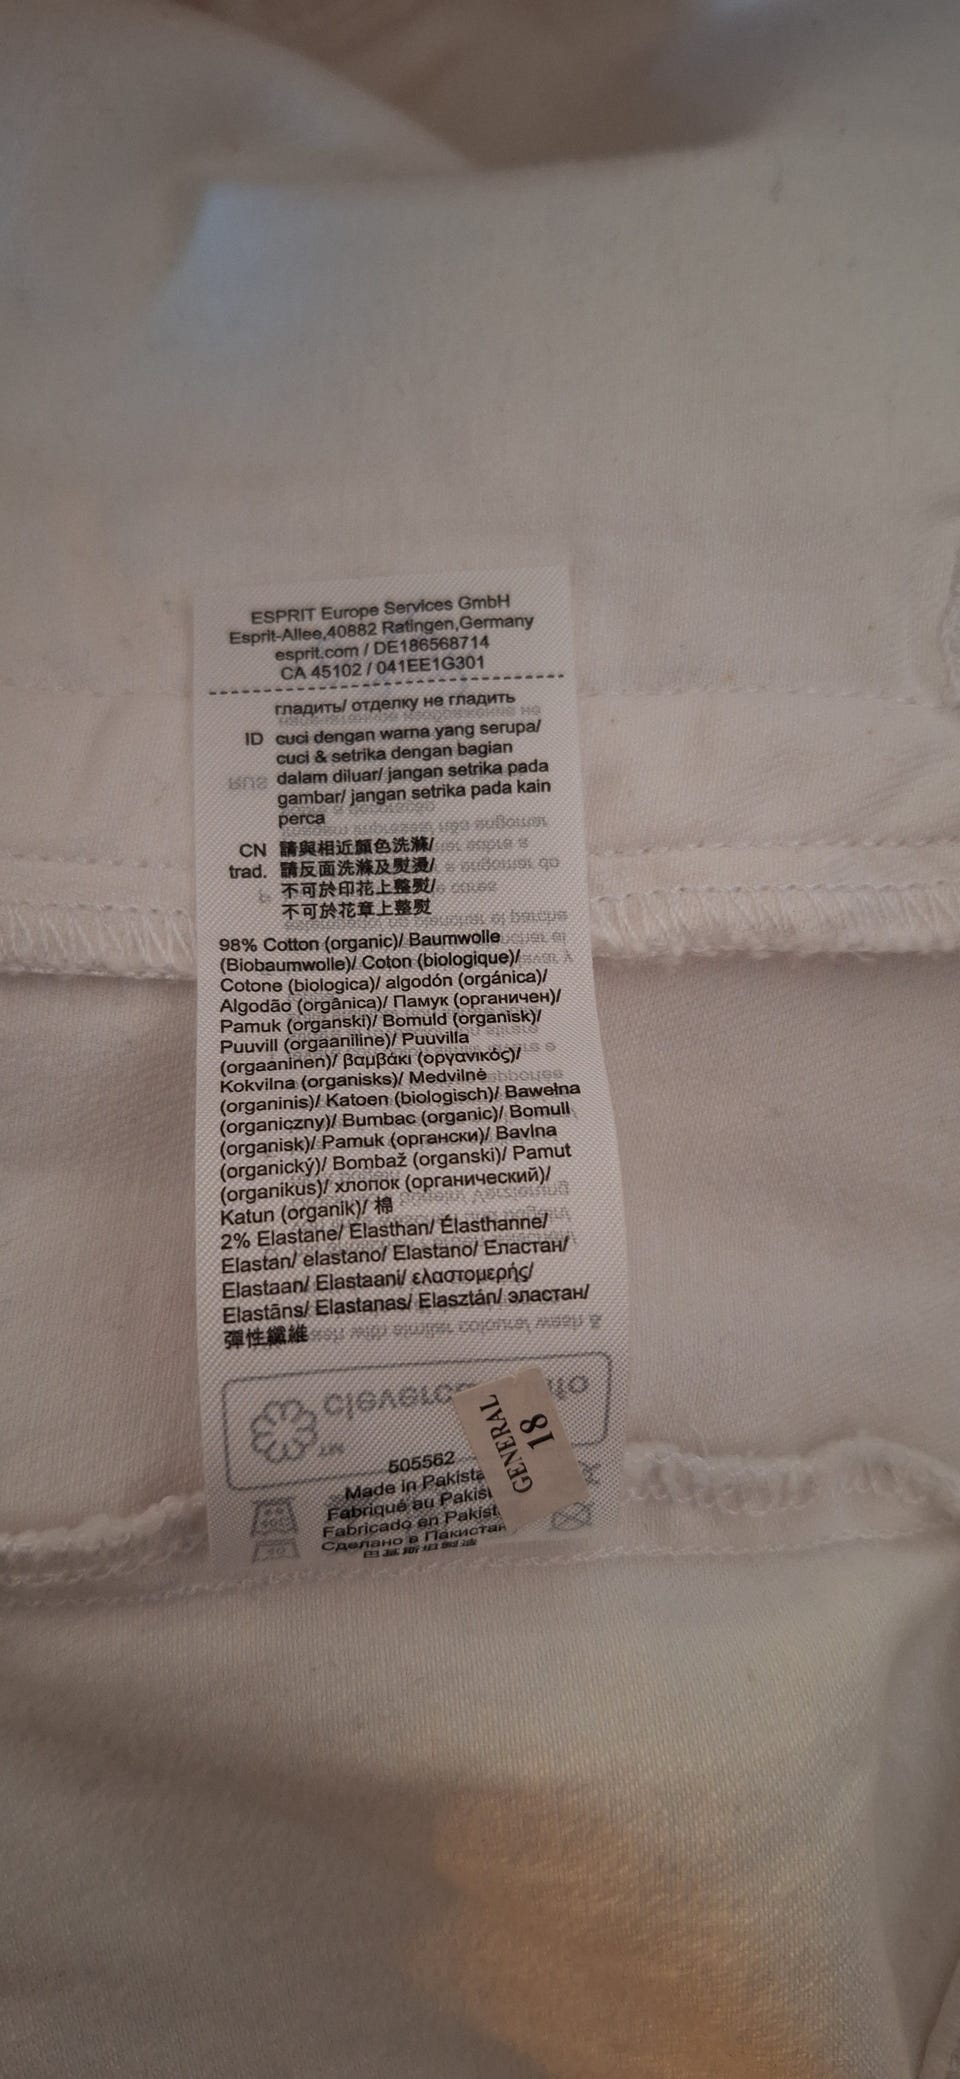 ESPRIT Europe Services GmbH
Esprit-Allee,40882 Ratingen,Germany
esprit.com / DE186568714
CA 45102 / 041EE1G301
гладить/ отделку не гладить
ID cuci dengan warna yang serupa/
cuci & setrika dengan bagian
dalam diluar/ jangan setrika pada
gambar/ jangan setrika pada kain
perca
CN 請與相近顏色洗滌/
trad. 請反面洗滌及熨燙/
不可於印花上整熨/
不可於花章上整熨
98% Cotton (organic)/ Baumwolle
(Biobaumwolle)/ Coton (biologique)/
Cotone (biologica)/ algodón (orgánica)/
Algodão (orgânica)/ Памук (органичен)/
Pamuk (organski)/ Bomuld (organisk)/
Puuvill (orgaaniline)/ Puuvilla
(orgaaninen)/ βαμβάκι (οργανικός)/
Kokvilna (organisks)/ Medvilnė
(organinis)/ Katoen (biologisch)/ Bawełna
(organiczny)/ Bumbac (organic)/ Bomull
(organisk)/ Pamuk (органски)/ Bavlna
(organický)/ Bombaž (organski)/ Pamut
(organikus)/ хлопок (органический)/
Katun (organik)/ 棉
2% Elastane/ Elasthan/ Élasthanne/
Elastan/ elastano/ Elastano/ Еластан/
Elastaan/ Elastaani/ ελαστομερής/
Elastāns/ Elastanas/ Elasztán/ эластан/
彈性纖維
505562
Made in Pakista
Fabriqué au Pakis
Fabricado en Pakist
Сделано в Пакистан
巴基斯坦製造
GENERAL
18